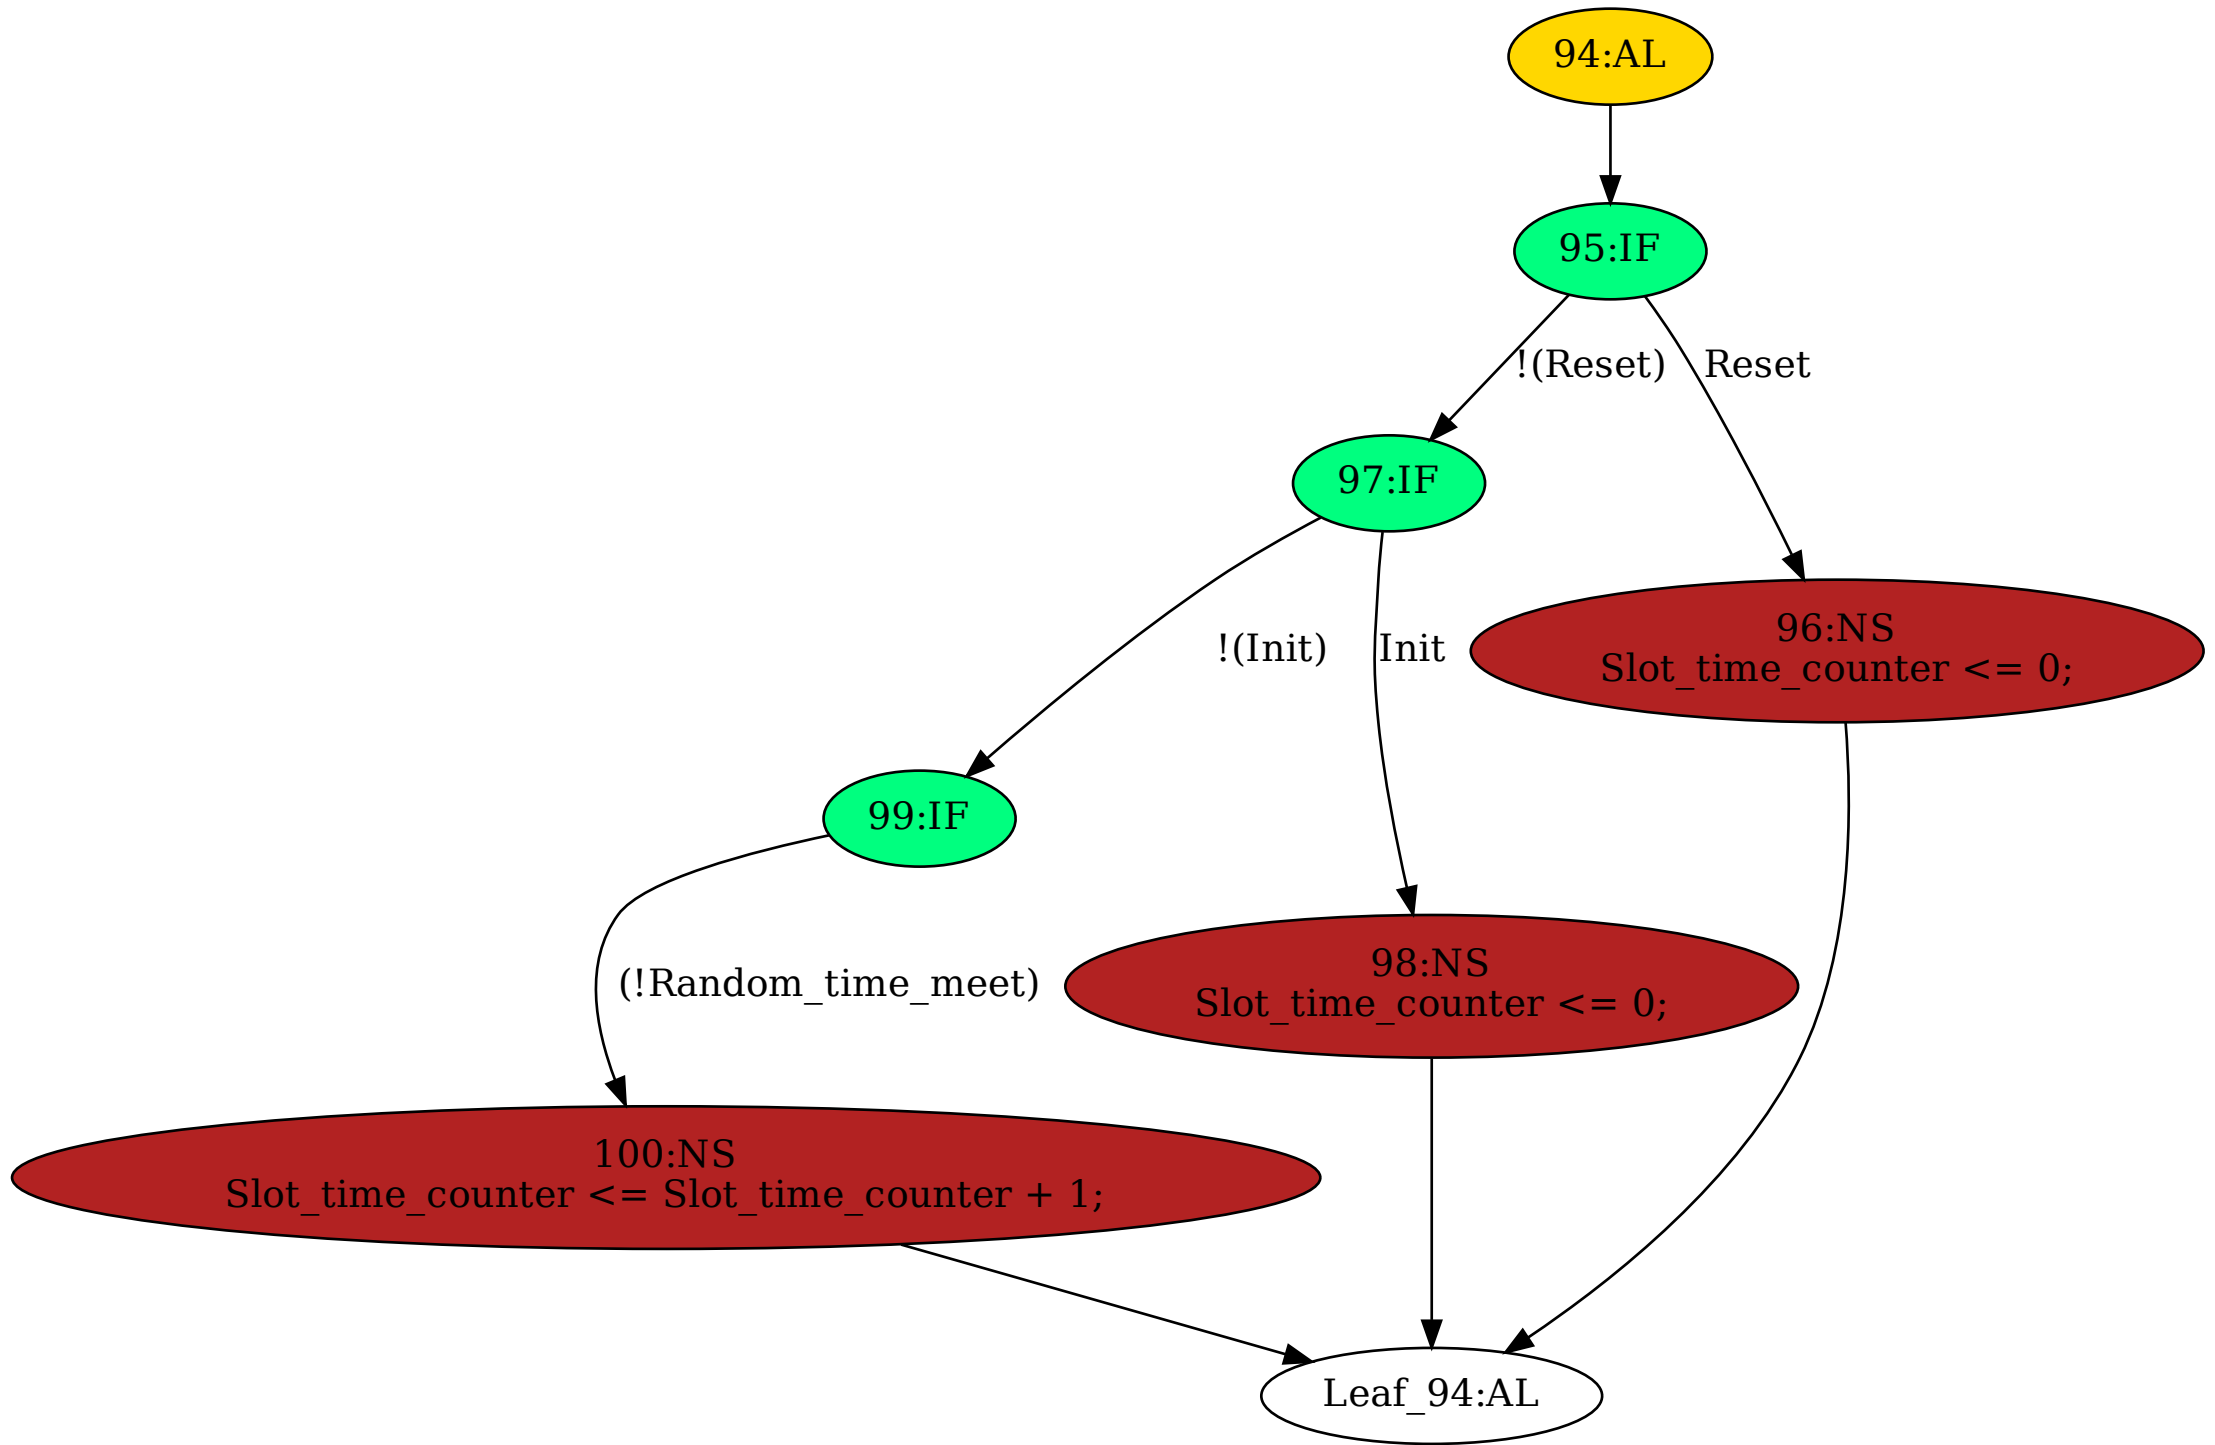 94:AL
95:IF
!(Reset)
Reset
97:IF
96:NS
Slot_time_counter <= 0;
!(Init)
Init
99:IF
98:NS
Slot_time_counter <= 0;
(!Random_time_meet)
100:NS
Slot_time_counter <= Slot_time_counter + 1;
Leaf_94:AL